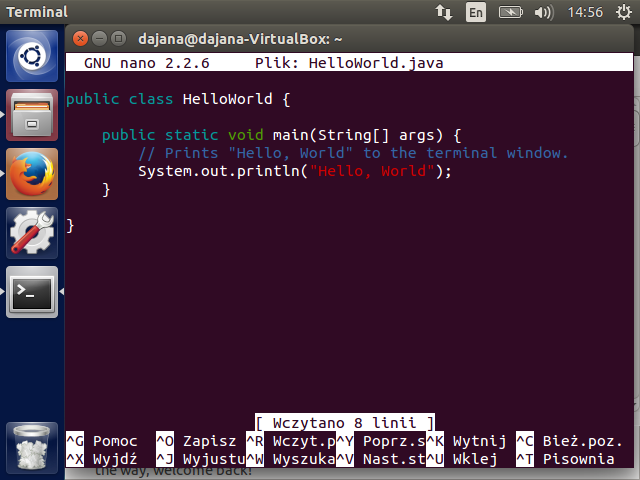 Terminal En 14:56
dajana@dajana-VirtualBox: ~
GNU nano 2.2.6 Plik: HelloWorld.java
public class HelloWorld {
public static void main(String[] args) {
// Prints "Hello, World" to the terminal window.
System.out.println("Hello, World");
}
}
[ Wczytano 8 linii ]
^G Pomoc ^O Zapisz ^R Wczyt.p^Y Poprz.s^K Wytnij ^C Bież.poz.
^X Wyjdź ^J Wyjustu^W Wyszuka^V Nast.st^U Wklej ^T Pisownia
the way, welcome back!